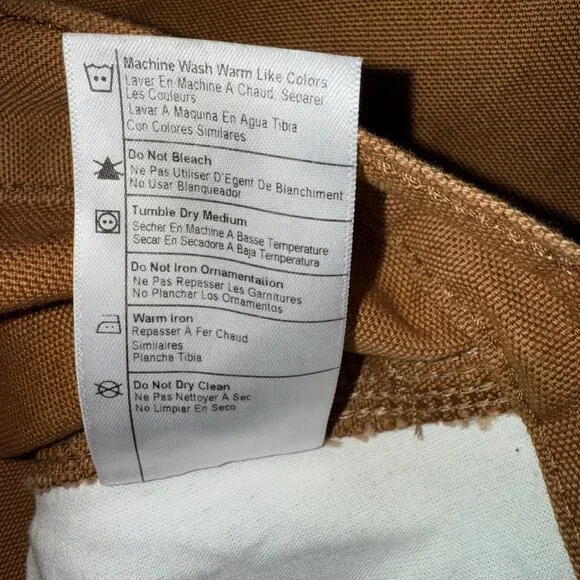 Machine Wash Warm Like Colors
Laver En Machine A Chaud, Separer
Les Couleurs
Lavar A Maquina En Agua Tibia
Con Colores Similares
Do Not Bleach
Ne Pas Utiliser D'Egent De Blanchiment
No Usar Blanqueador
Tumble Dry Medium
Secher En Machine A Basse Temperature
Secar En Secadora A Baja Temperature
Do Not Iron Ornamentation
Ne Pas Repasser Les Garnitures
No Planchar Los Ornamentos
Warm Iron
Repasser A Fer Chaud
Similiaires
Plancha Tibia
Do Not Dry Clean
Ne Pas Nettoyer A Sec
No Limpiar En Seco